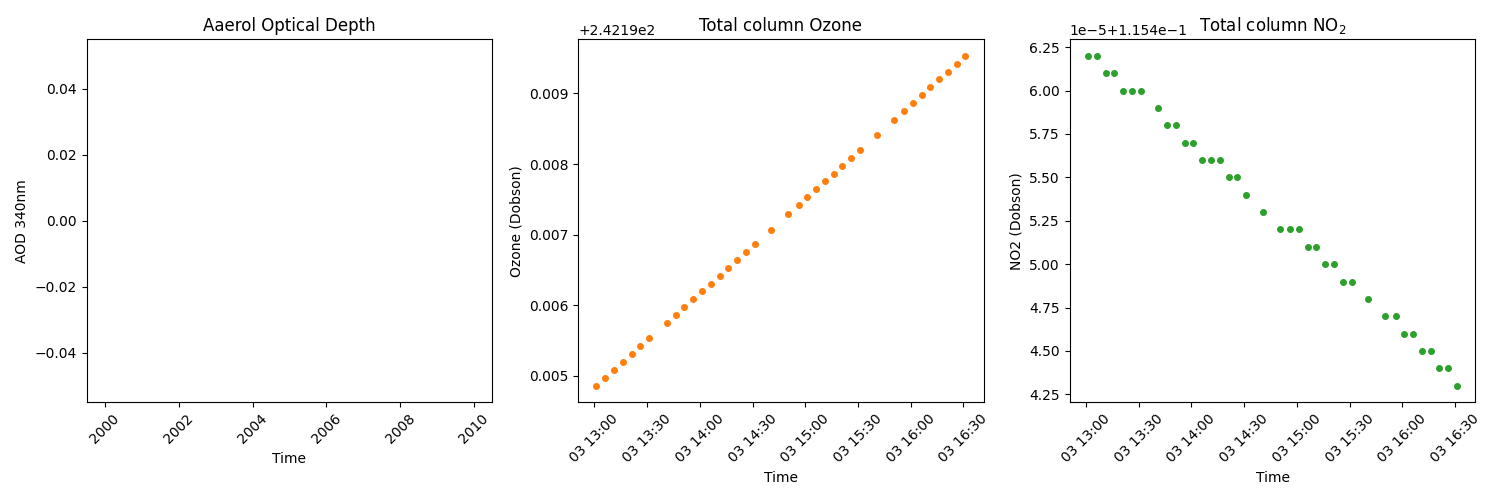 Aaerol Optical Depth
AOD 340nm
0.04
0.02
0.00
−0.02
−0.04
2000 2002 2004 2006 2008 2010
Time
Total column Ozone
+2.4219e2
Ozone (Dobson)
0.009
0.008
0.007
0.006
0.005
03 13:00 03 13:30 03 14:00 03 14:30 03 15:00 03 15:30 03 16:00 03 16:30
Time
Total column NO₂
1e−5+1.154e−1
NO2 (Dobson)
6.25
6.00
5.75
5.50
5.25
5.00
4.75
4.50
4.25
03 13:00 03 13:30 03 14:00 03 14:30 03 15:00 03 15:30 03 16:00 03 16:30
Time